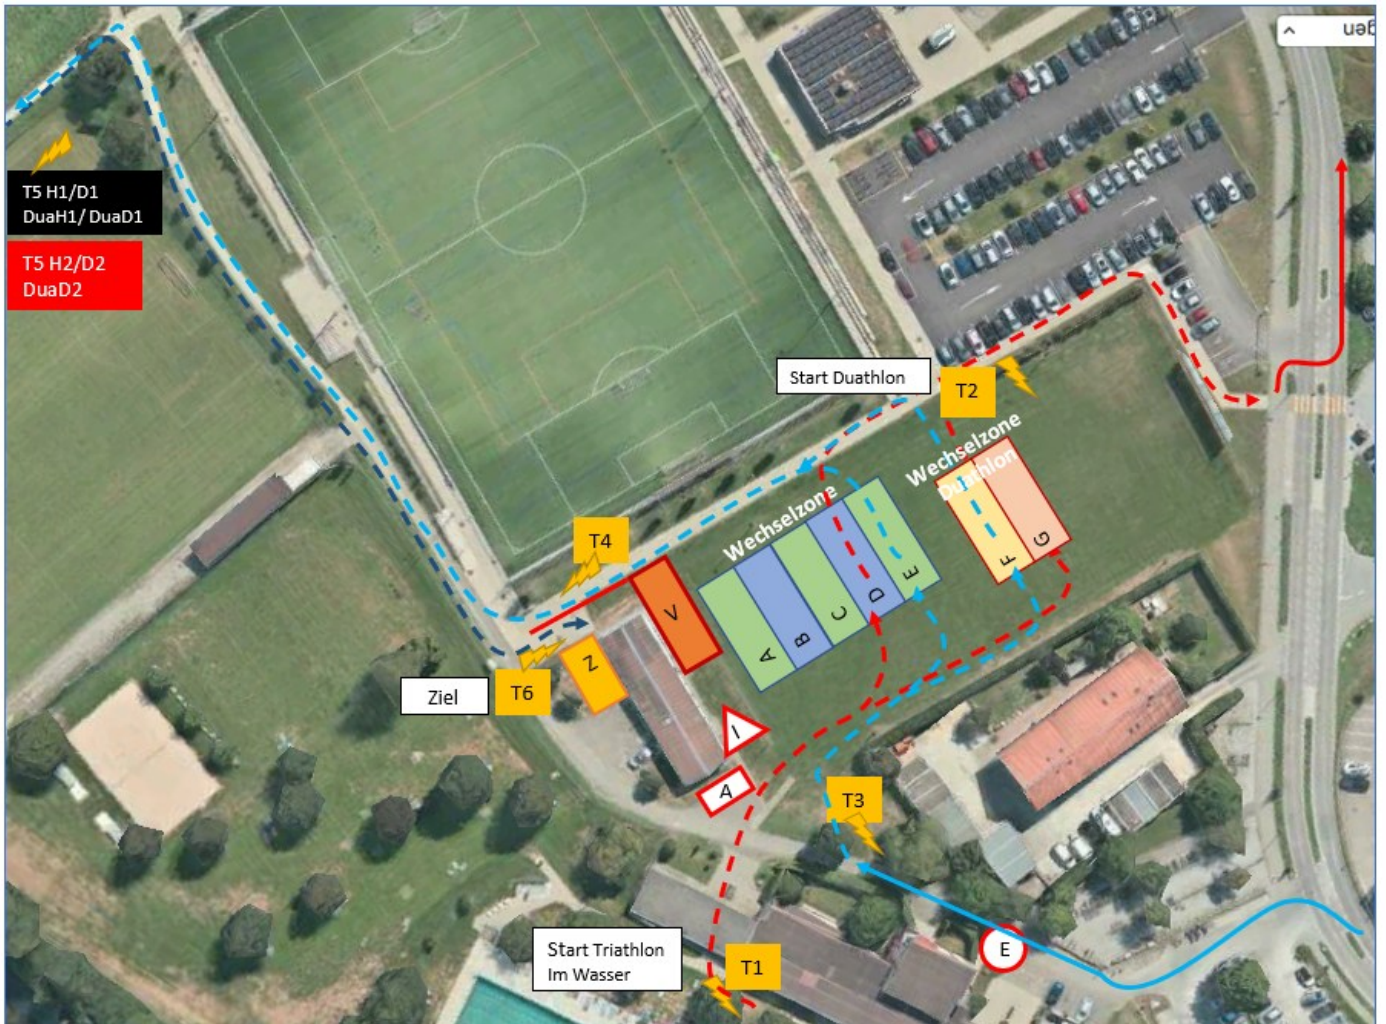 gen
T5 H1/D1
DuaH1/ DuaD1
T5 H2/D2
DuaD2
Start Duathlon
T2
Wechselzone
Duathlon
Wechselzone
T4
V
A
B
C
D
E
F
G
Z
Ziel
T6
I
A
T3
Start Triathlon
Im Wasser
T1
E